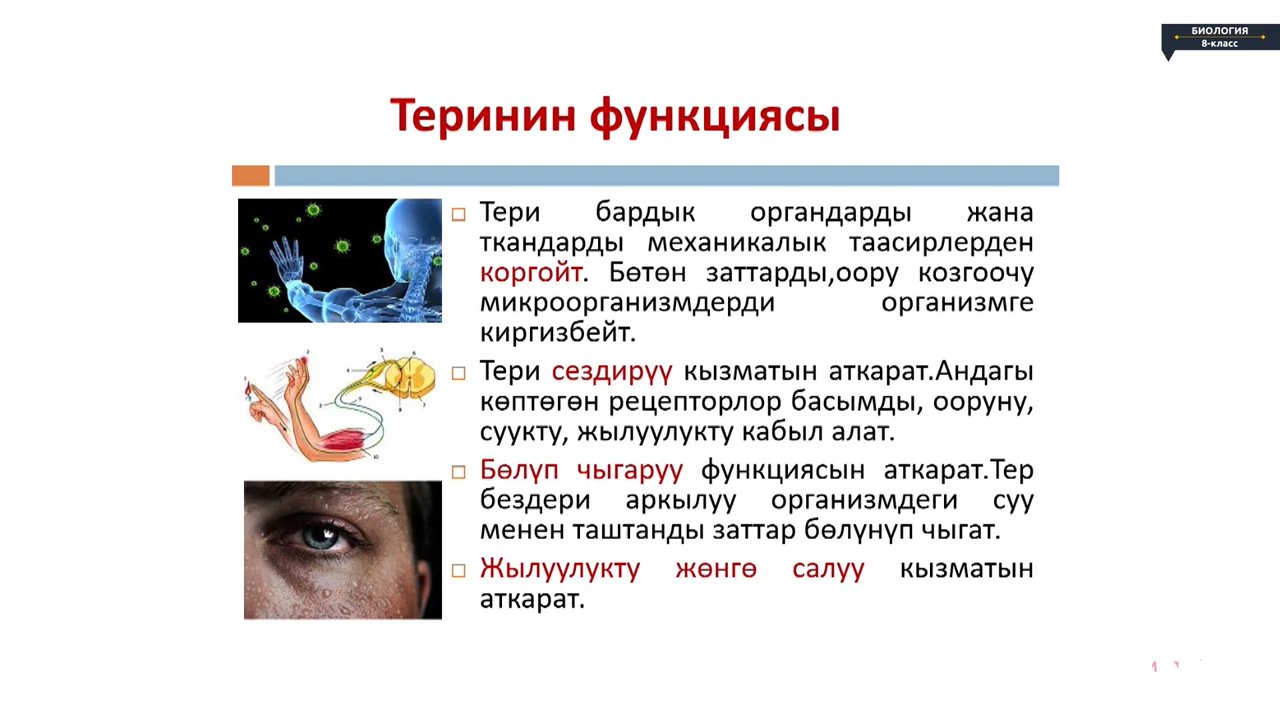 БИОЛОГИЯ
8-класс
Теринин функциясы
Тери бардык органдарды жана
ткандарды механикалык таасирлерден
коргойт. Бөтөн заттарды,оору козгоочу
микроорганизмдерди организмге
киргизбейт.
Тери сездирүү кызматын аткарат.Андагы
көптөгөн рецепторлор басымды, ооруну,
суукту, жылуулукту кабыл алат.
Бөлүп чыгаруу функциясын аткарат.Тер
бездери аркылуу организмдеги суу
менен таштанды заттар бөлүнүп чыгат.
Жылуулукту жөнгө салуу кызматын
аткарат.